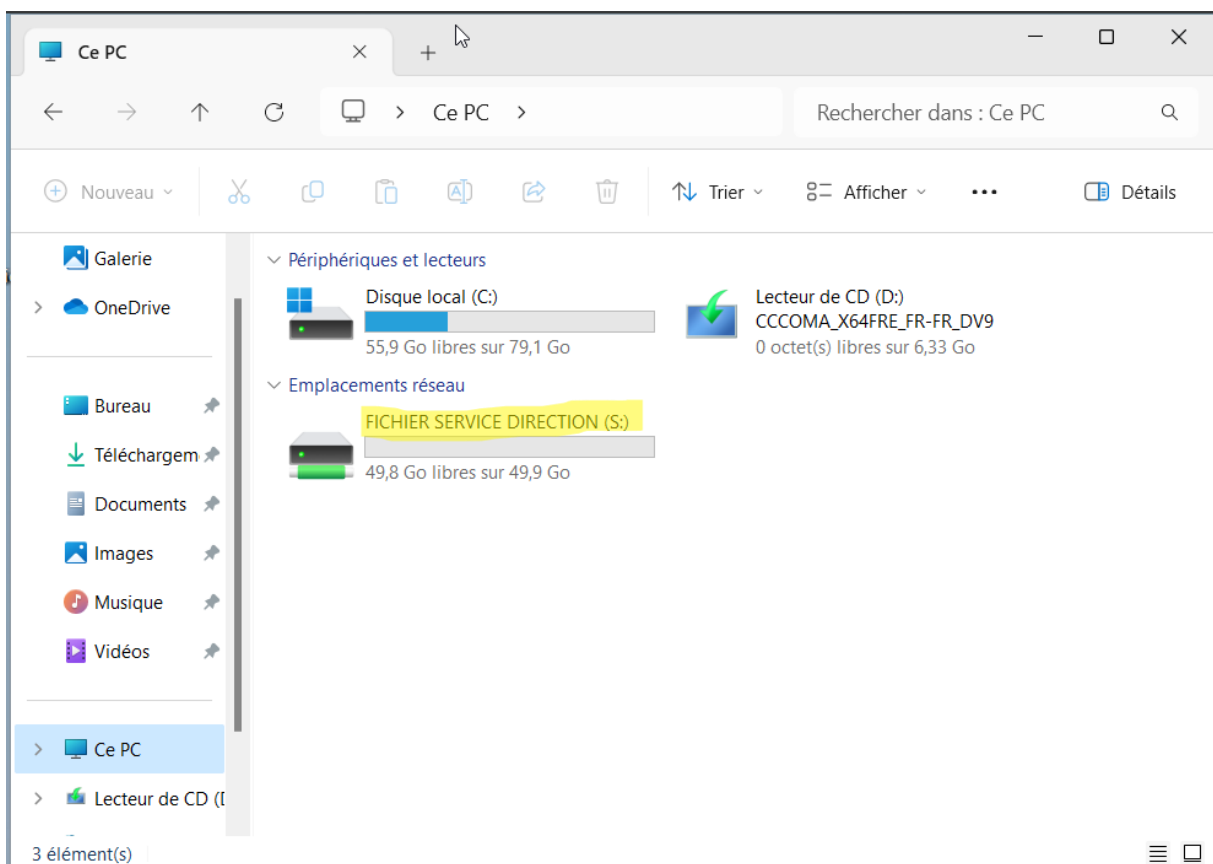 Ce PC
Ce PC
Rechercher dans : Ce PC
Nouveau
Trier
Afficher
Détails
Galerie
OneDrive
Bureau
Téléchargem
Documents
Images
Musique
Vidéos
Ce PC
Lecteur de CD (
Périphériques et lecteurs
Disque local (C:)
55,9 Go libres sur 79,1 Go
Lecteur de CD (D:)
CCCOMA_X64FRE_FR-FR_DV9
0 octet(s) libres sur 6,33 Go
Emplacements réseau
FICHIER SERVICE DIRECTION (S:)
49,8 Go libres sur 49,9 Go
3 élément(s)